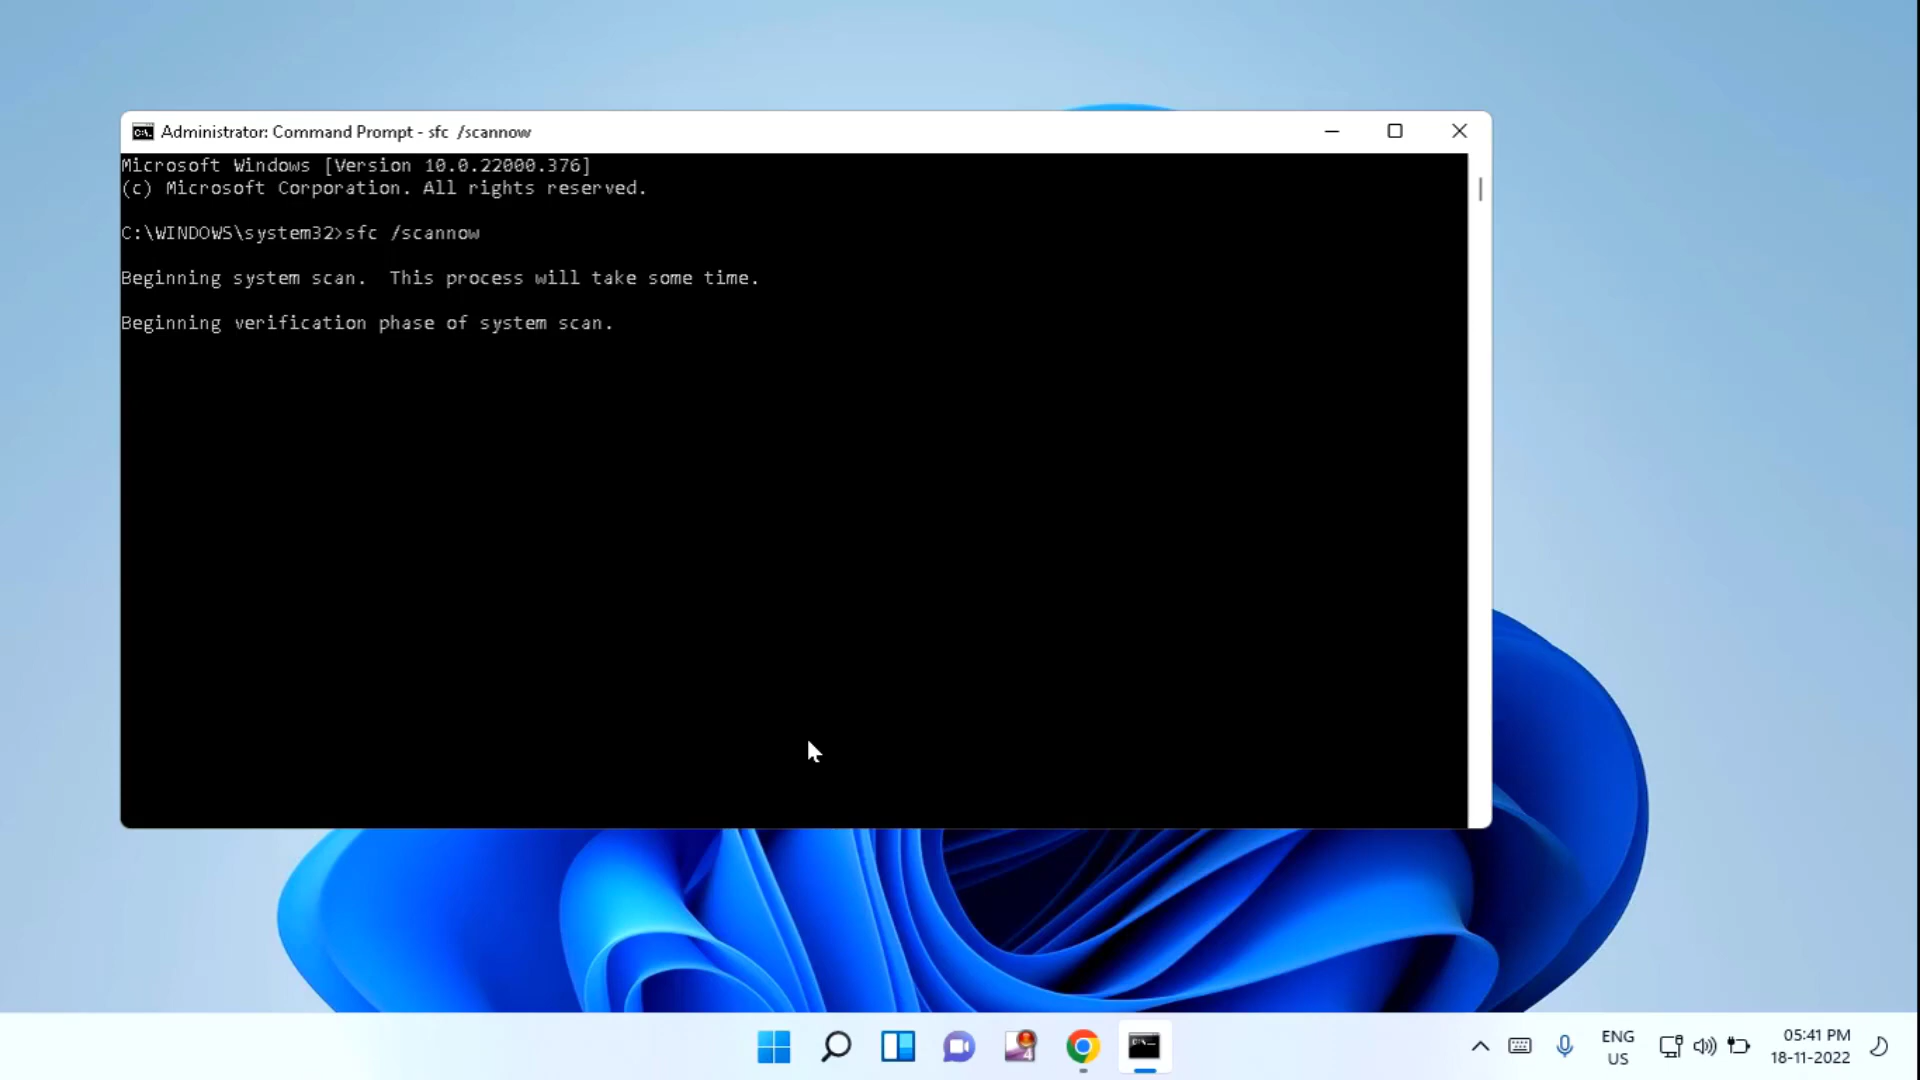 Administrator: Command Prompt - sfc  /scannow
Microsoft Windows [Version 10.0.22000.376]
(c) Microsoft Corporation. All rights reserved.
C:\WINDOWS\system32>sfc /scannow
Beginning system scan.  This process will take some time.
Beginning verification phase of system scan.
ENG
US
05:41 PM
18-11-2022